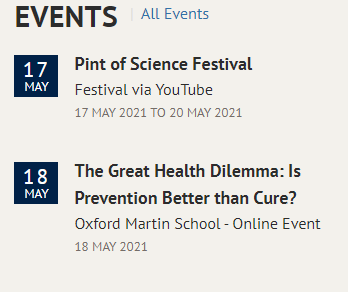 EVENTS | All Events
17
MAY
Pint of Science Festival
Festival via YouTube
17 MAY 2021 TO 20 MAY 2021
18
MAY
The Great Health Dilemma: Is
Prevention Better than Cure?
Oxford Martin School - Online Event
18 MAY 2021